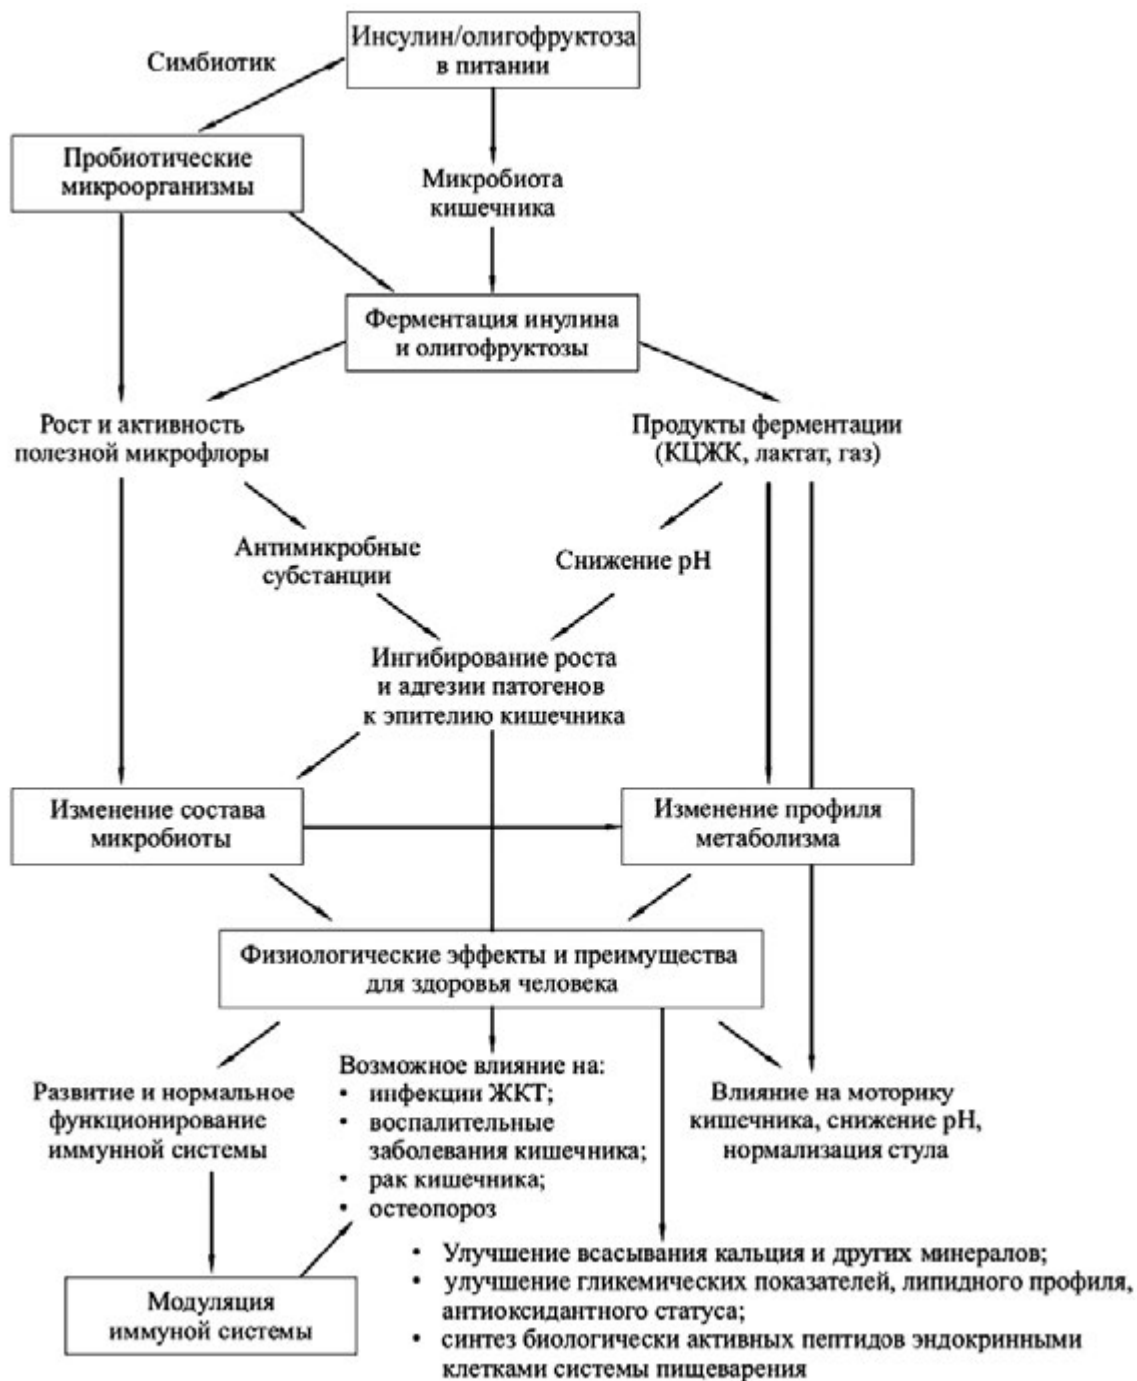 Инсулин/олигофруктоза
в питании
Симбиотик
Пробиотические
микроорганизмы
Микробиота
кишечника
Ферментация инулина
и олигофруктозы
Рост и активность
полезной микрофлоры
Продукты ферментации
(КЦЖК, лактат, газ)
Антимикробные
субстанции
Снижение pH
Ингибирование роста
и адгезии патогенов
к эпителию кишечника
Изменение состава
микробиоты
Изменение профиля
метаболизма
Физиологические эффекты и преимущества
для здоровья человека
Развитие и нормальное
функционирование
иммунной системы
Возможное влияние на:
• инфекции ЖКТ;
• воспалительные
заболевания кишечника;
• рак кишечника;
• остеопороз
Влияние на моторику
кишечника, снижение pH,
нормализация стула
Модуляция
иммуной системы
• Улучшение всасывания кальция и других минералов;
• улучшение гликемических показателей, липидного профиля,
антиоксидантного статуса;
• синтез биологически активных пептидов эндокринными
клетками системы пищеварения